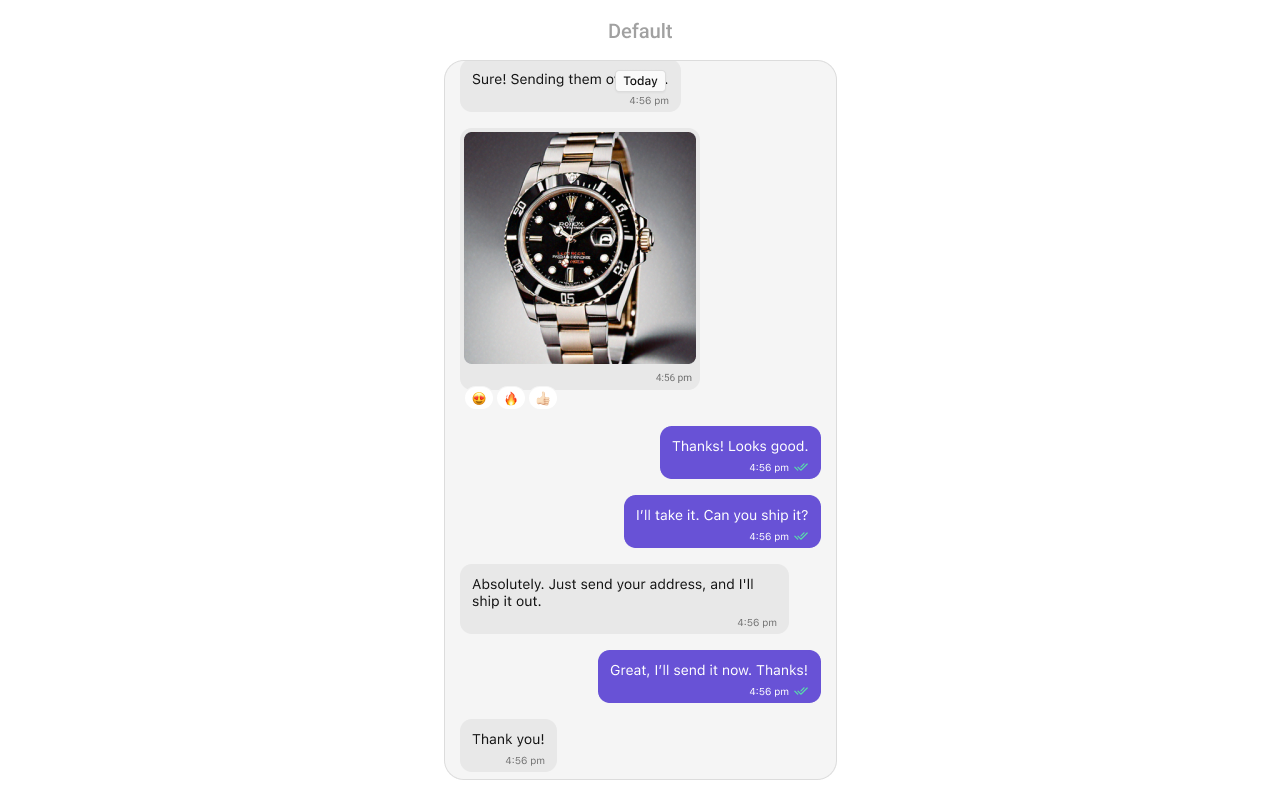 Default
Sure! Sending them
Today
4:56 pm
ROLEX
4:56 pm
Thanks! Looks good.
4:56 pm
I’ll take it. Can you ship it?
4:56 pm
Absolutely. Just send your address, and I'll
ship it out.
4:56 pm
Great, I’ll send it now. Thanks!
4:56 pm
Thank you!
4:56 pm